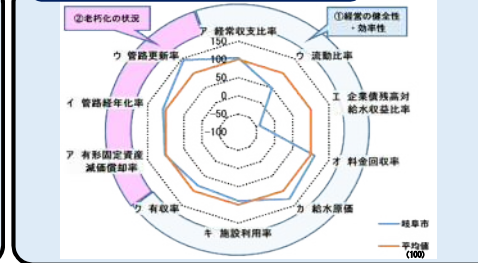 ②老朽化の状況
①経営の健全性
・効率性
ア 経常収支比率
150
100
50
0
-50
-100
ウ 管路更新率
ウ 流動比率
イ 管路経年化率
エ 企業債残高対
給水収益比率
ア 有形固定資産
減価償却率
オ 料金回収率
ク 有収率
カ 給水原価
キ 施設利用率
岐阜市
平均値
(100)